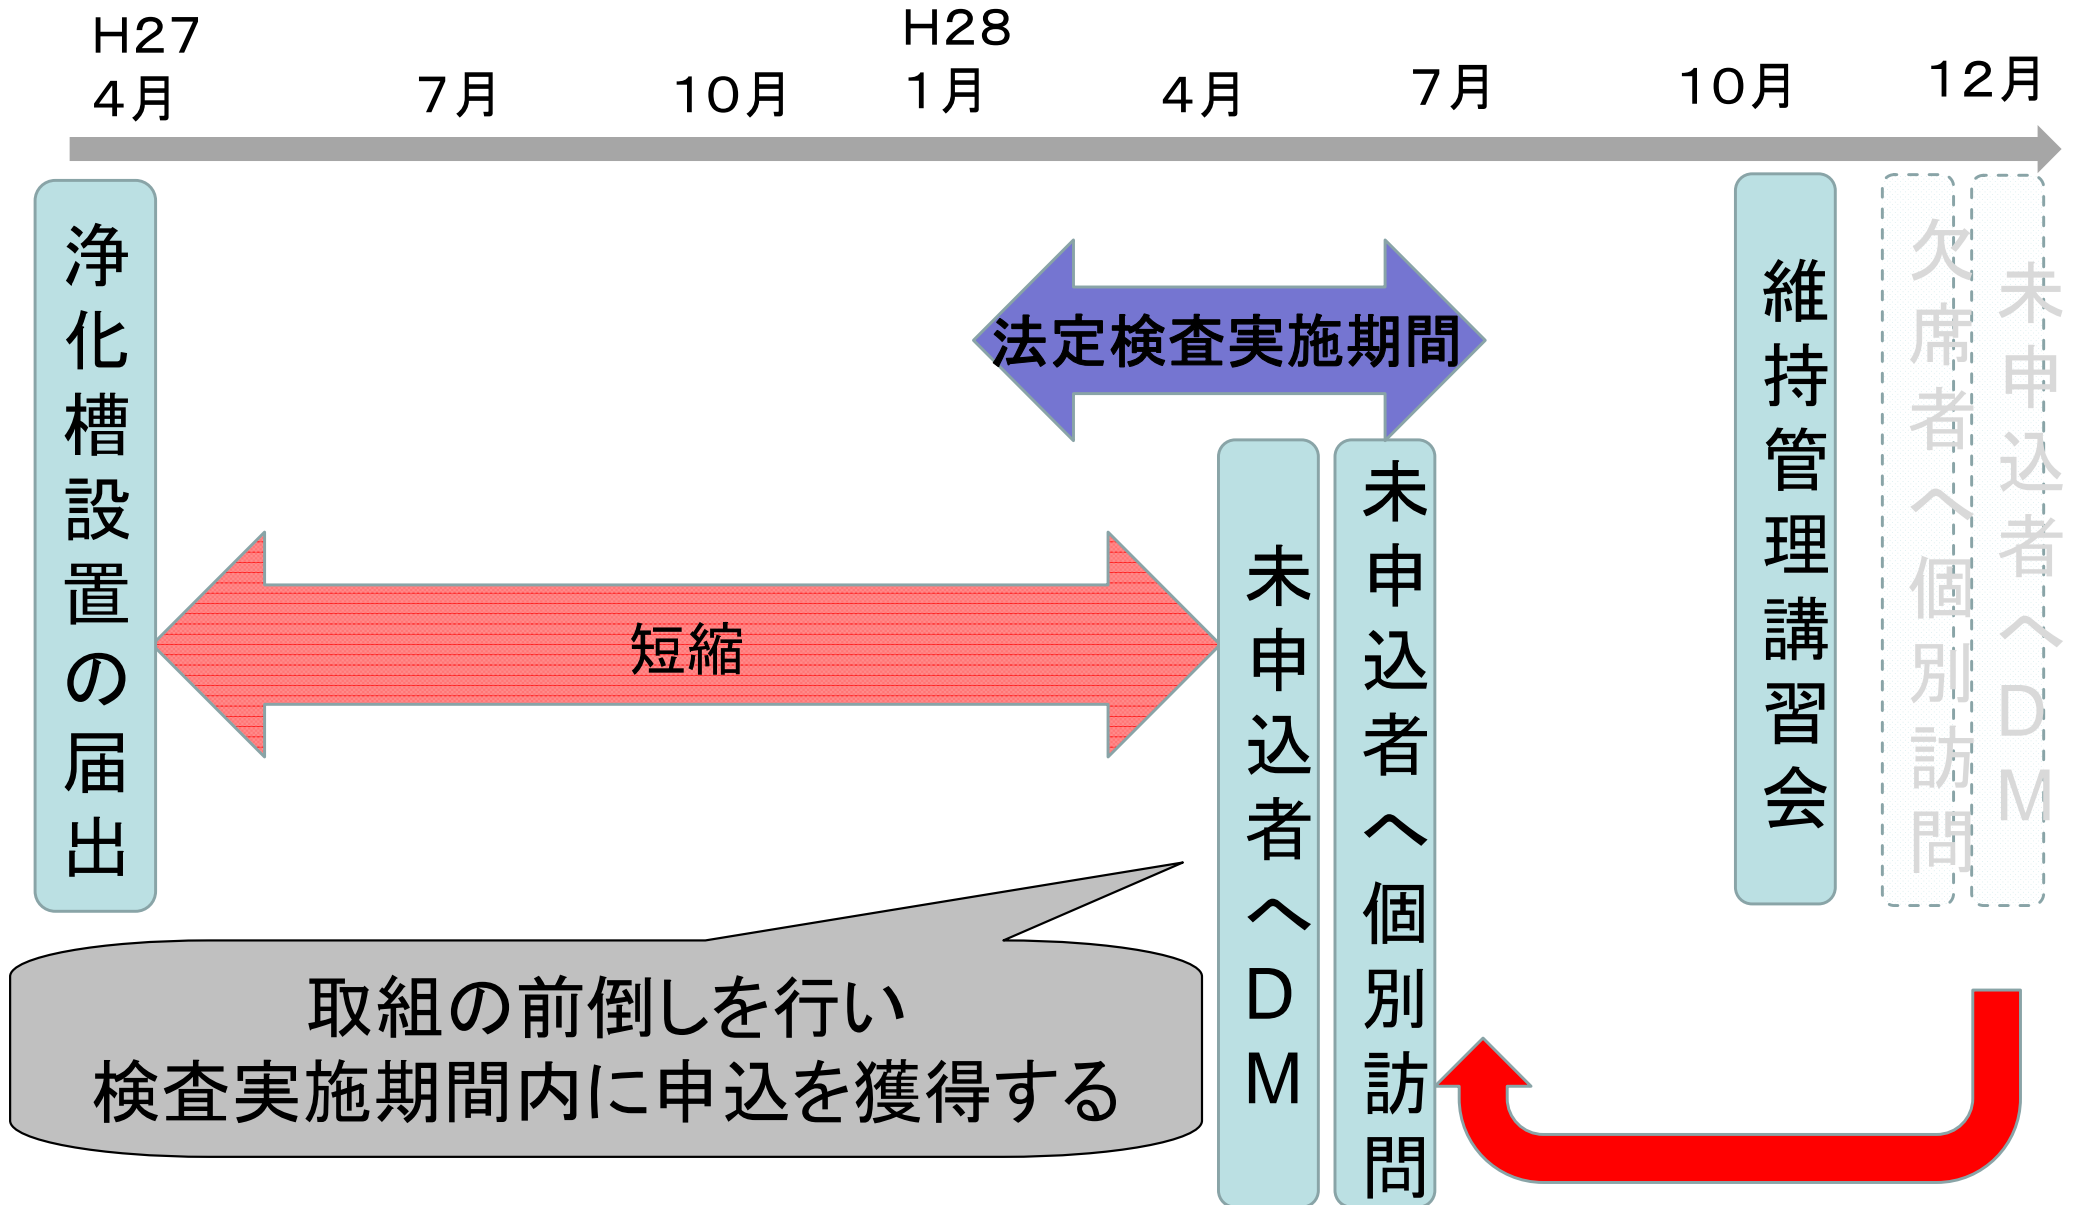 H27
4月
7月
10月
H28
1月
4月
7月
10月
12月
浄化槽設置の届出
法定検査実施期間
短縮
未申込者へDM
未申込者へ個別訪問
維持管理講習会
欠席者へ個別訪問
未申込者へDM
取組の前倒しを行い
検査実施期間内に申込を獲得する